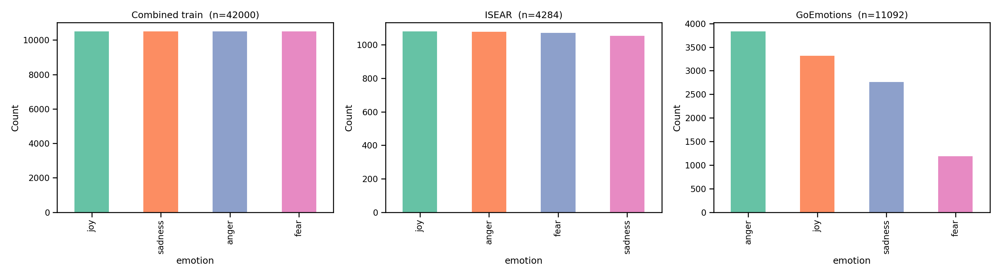 Combined train (n=42000)
10000
8000
6000
4000
2000
0
Count
joy
sadness
anger
fear
emotion
ISEAR (n=4284)
1000
800
600
400
200
0
Count
joy
anger
fear
sadness
emotion
GoEmotions (n=11092)
4000
3500
3000
2500
2000
1500
1000
500
0
Count
anger
joy
sadness
fear
emotion